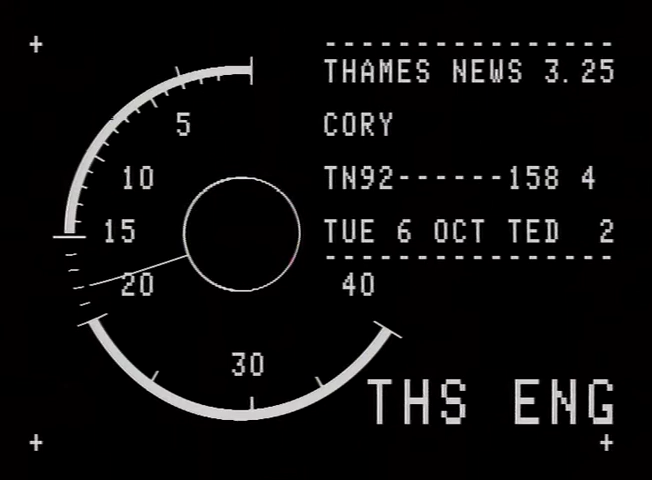 THAMES NEWS 3.25
CORY
TN92------158 4
TUE 6 OCT TED 2
5
10
15
20
30
40
THS ENG